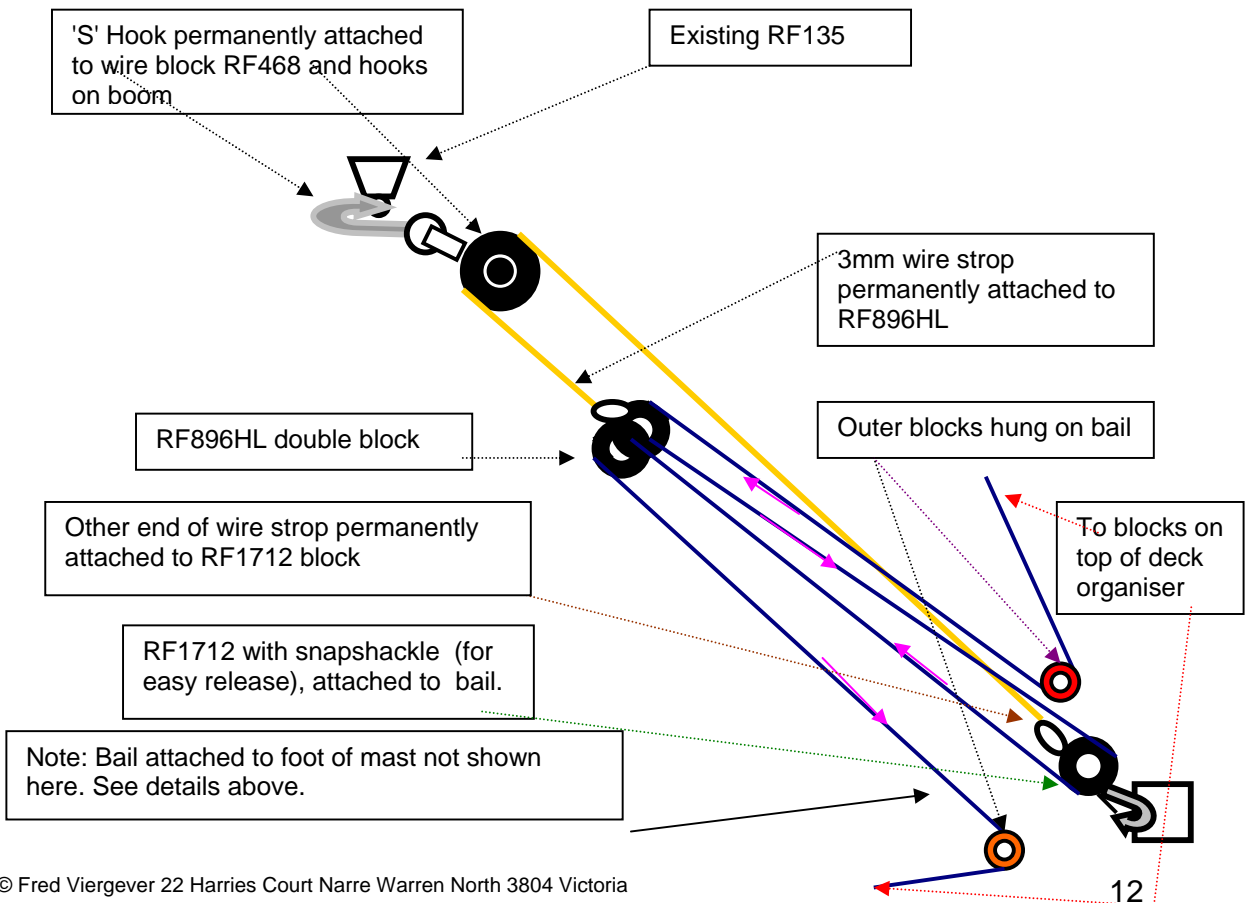 'S' Hook permanently attached
to wire block RF468 and hooks
on boom
Existing RF135
3mm wire strop
permanently attached to
RF896HL
RF896HL double block
Outer blocks hung on bail
Other end of wire strop permanently
attached to RF1712 block
To blocks on
top of deck
organiser
RF1712 with snapshackle (for
easy release), attached to bail.
Note: Bail attached to foot of mast not shown
here. See details above.
© Fred Viergever 22 Harries Court Narre Warren North 3804 Victoria
12